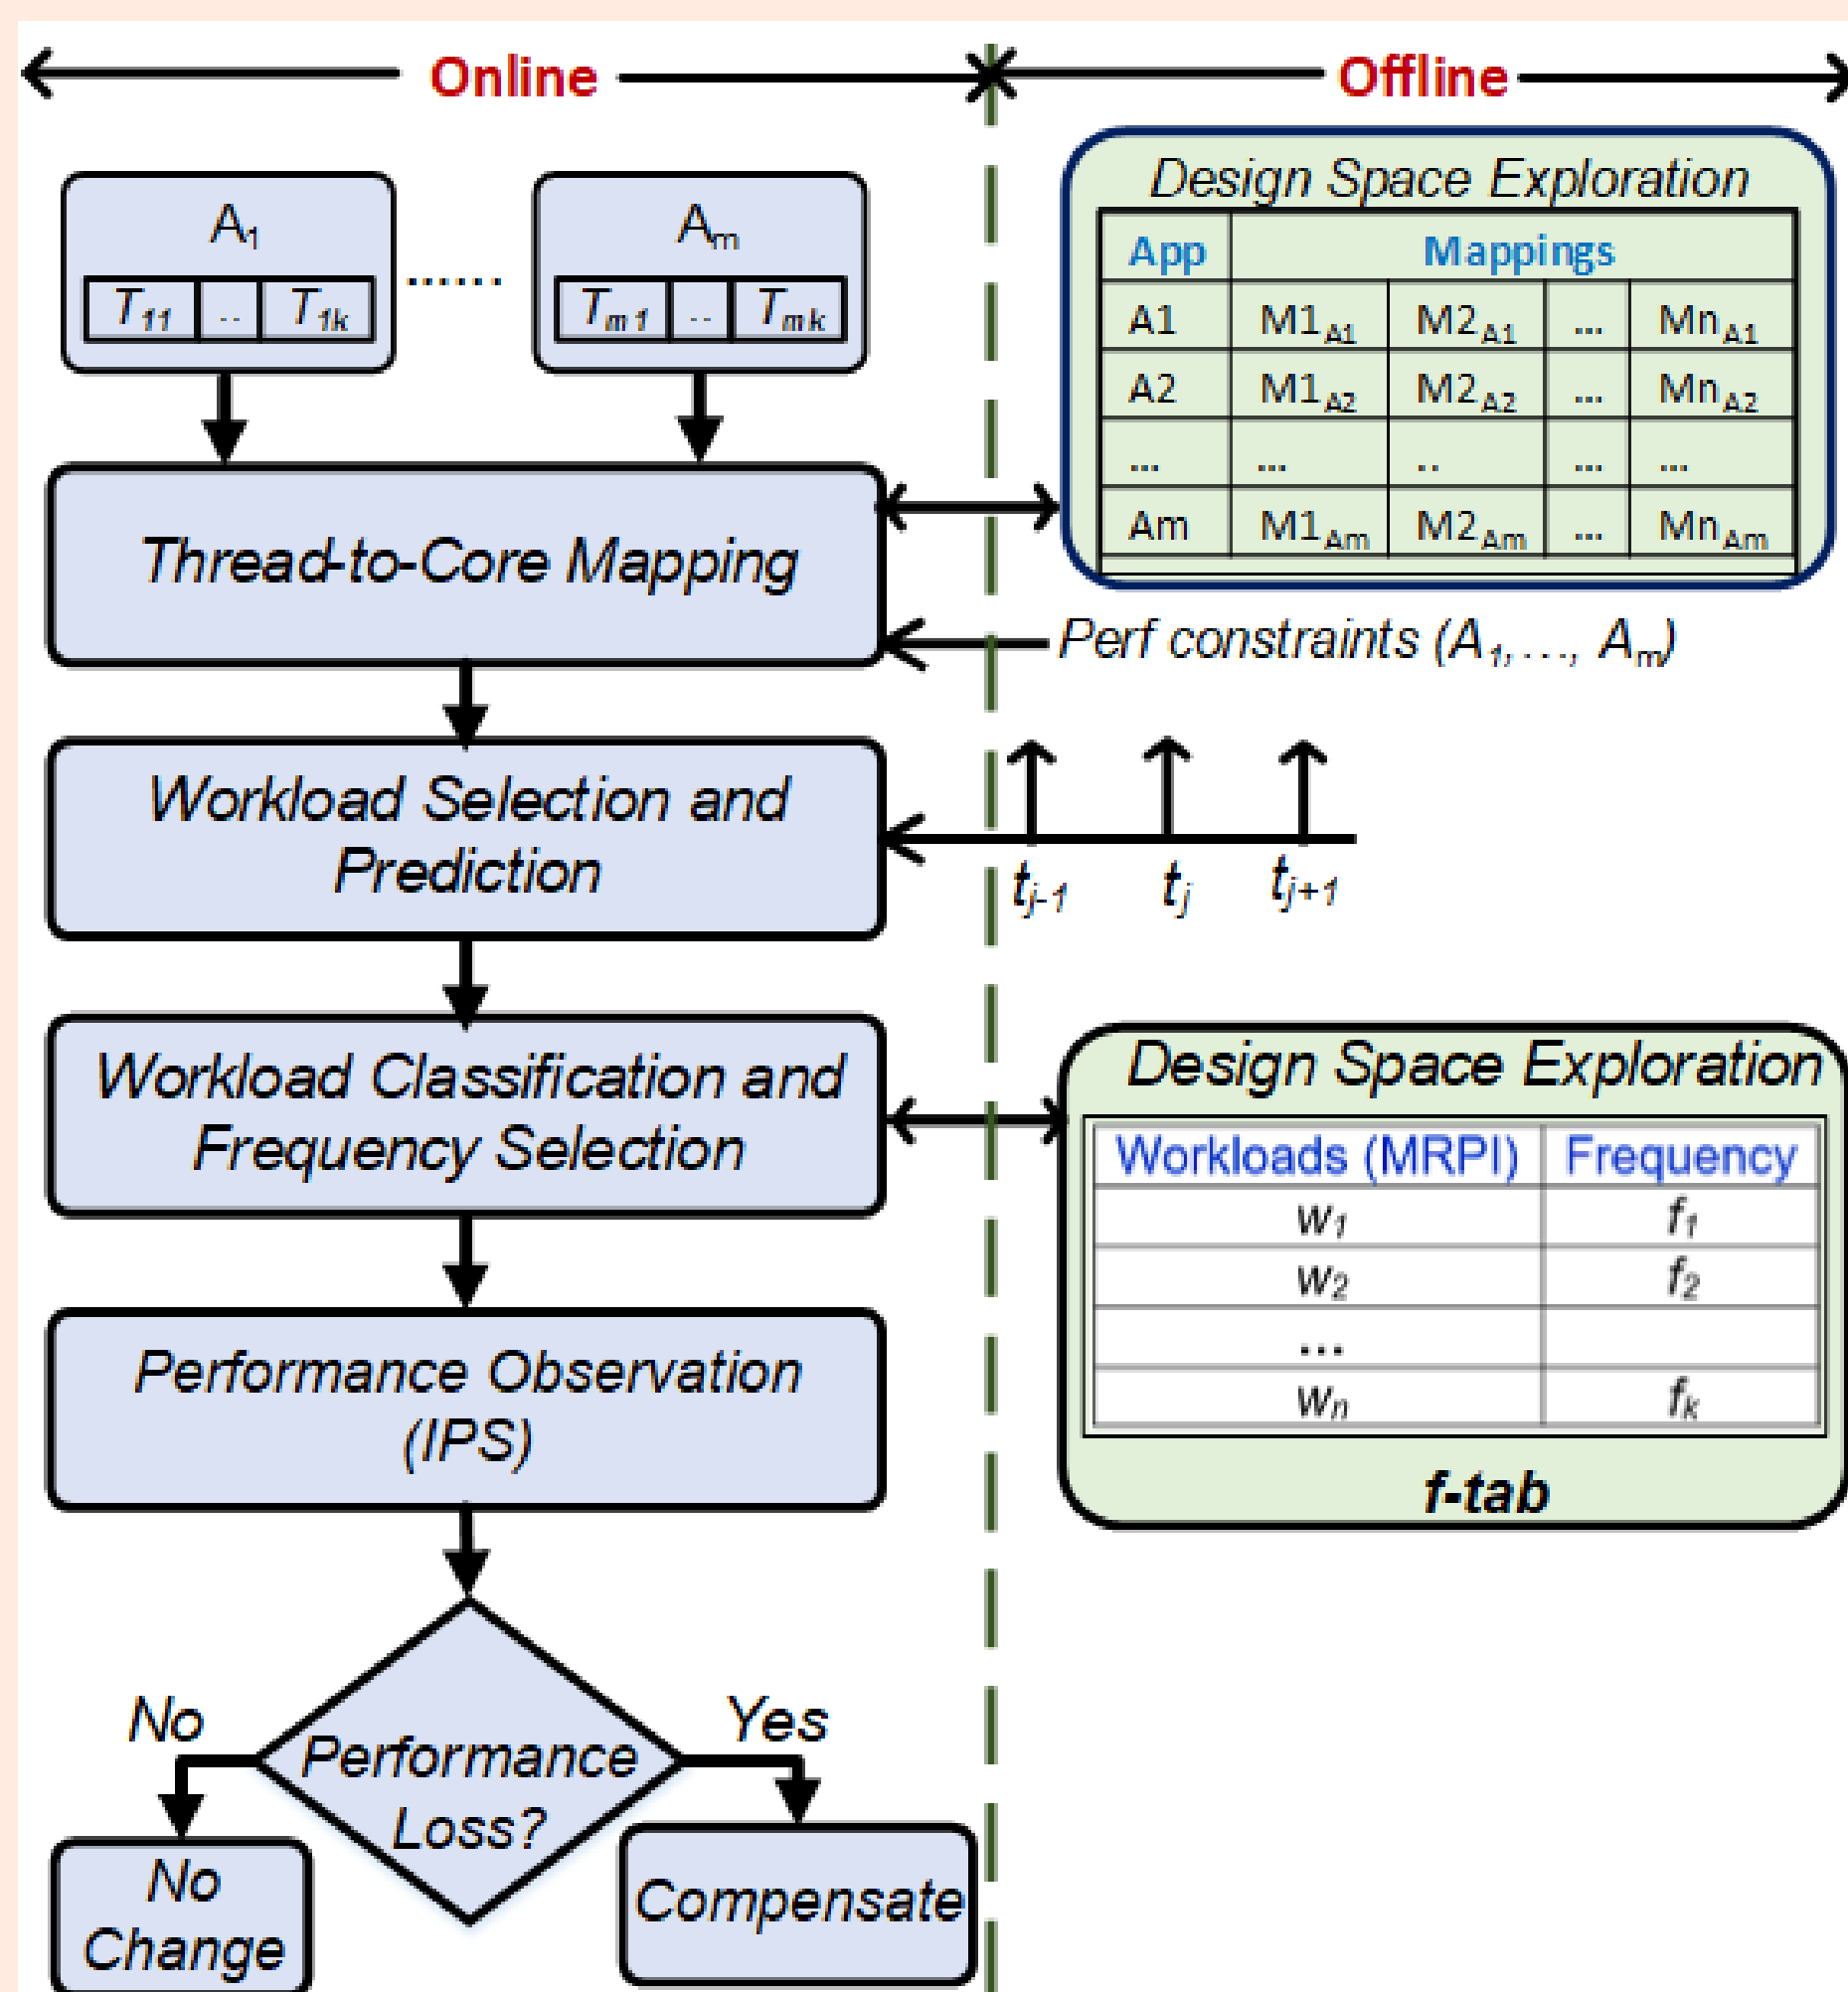 Online
Offline
A1
T11 .. T1k
......
Am
Tm1 .. Tmk
Thread-to-Core Mapping
Design Space Exploration
App Mappings
A1 M1A1 M2A1 ... MnA1
A2 M1A2 M2A2 ... MnA2
... ... .. ... ...
Am M1Am M2Am ... MnAm
Perf constraints (A1,..., Am)
Workload Selection and
Prediction
tj-1 tj tj+1
Workload Classification and
Frequency Selection
Design Space Exploration
Workloads (MRPI) Frequency
w1 f1
w2 f2
...
wn fk
f-tab
Performance Observation
(IPS)
Performance
Loss?
No
Yes
No
Change
Compensate